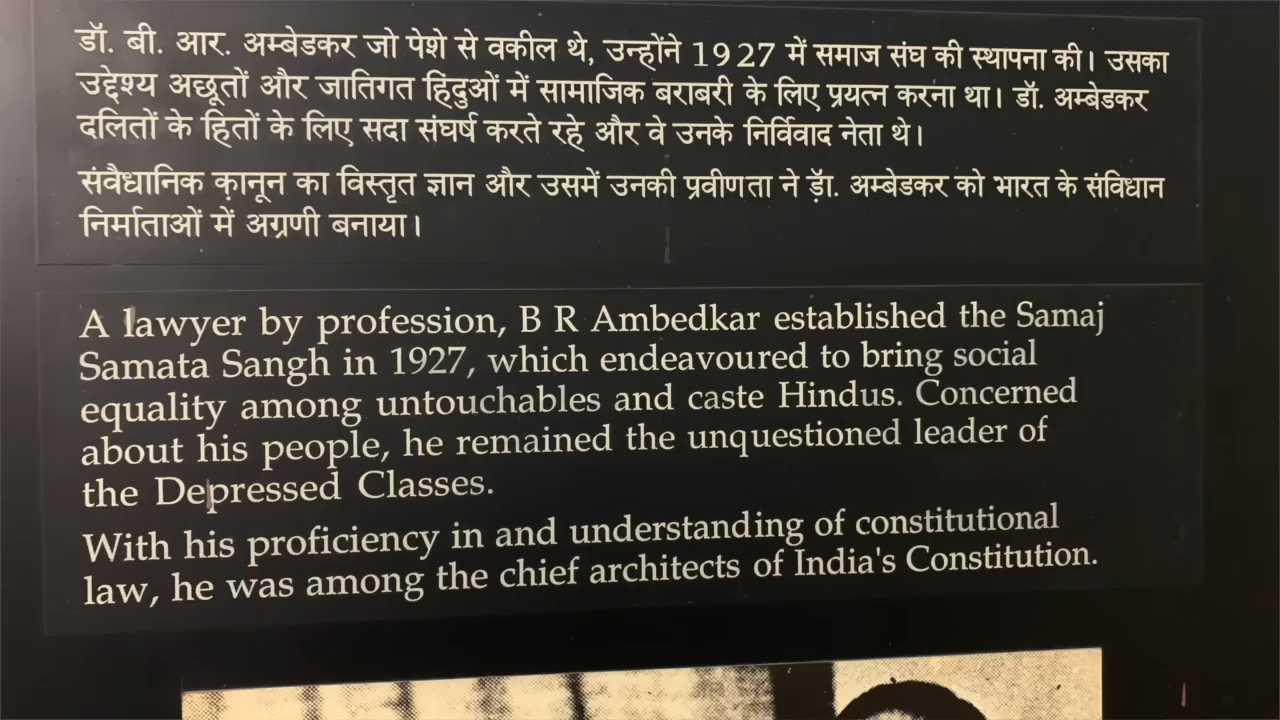 डॉ. बी. आर. अम्बेडकर जो पेशे से वकील थे, उन्होंने 1927 में समाज संघ की स्थापना की। उसका
उद्देश्य अछूतों और जातिगत हिंदुओं में सामाजिक बराबरी के लिए प्रयत्न करना था। डॉ. अम्बेडकर
दलितों के हितों के लिए सदा संघर्ष करते रहे और वे उनके निर्विवाद नेता थे।
संवैधानिक क़ानून का विस्तृत ज्ञान और उसमें उनकी प्रवीणता ने ड़ॉ. अम्बेडकर को भारत के संविधान
निर्माताओं में अग्रणी बनाया।
A lawyer by profession, B R Ambedkar established the Samaj
Samata Sangh in 1927, which endeavoured to bring social
equality among untouchables and caste Hindus. Concerned
about his people, he remained the unquestioned leader of
the Depressed Classes.
With his proficiency in and understanding of constitutional
law, he was among the chief architects of India's Constitution.